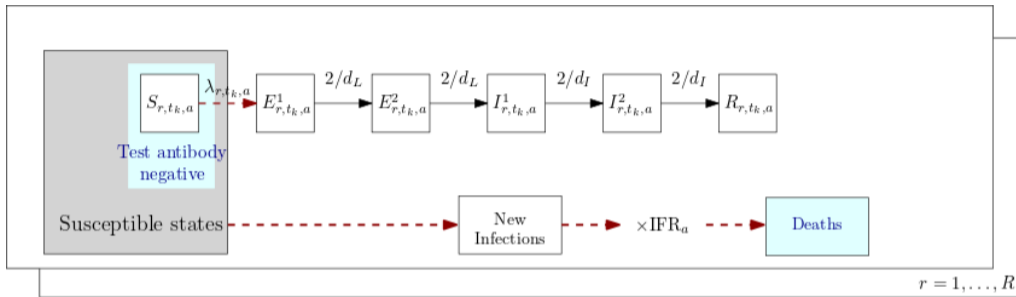 S_{r,t_k,a} λ_{r,t_k,a} E^1_{r,t_k,a} 2/d_L E^2_{r,t_k,a} 2/d_L I^1_{r,t_k,a} 2/d_I I^2_{r,t_k,a} 2/d_I R_{r,t_k,a}
Test antibody
negative
Susceptible states
New
Infections
×IFR_a
Deaths
r = 1, . . . , R